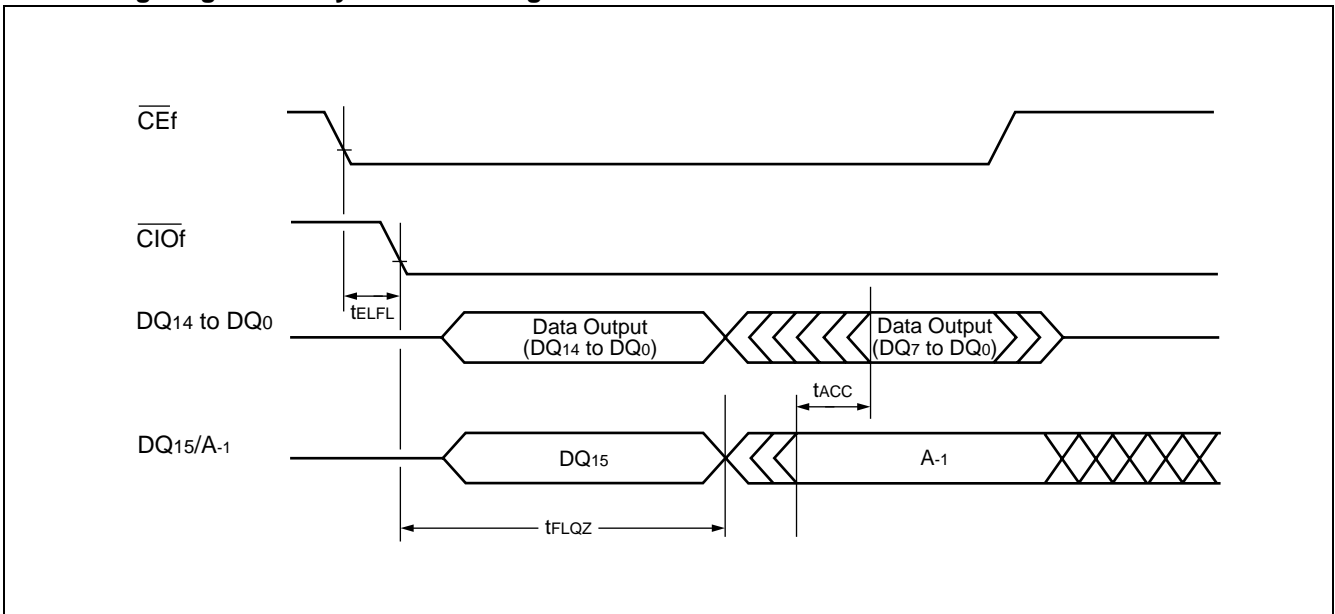 CEf
CIOf
tELFL
DQ14 to DQ0
Data Output
(DQ14 to DQ0)
Data Output
(DQ7 to DQ0)
tACC
DQ15/A-1
DQ15
A-1
tFLQZ